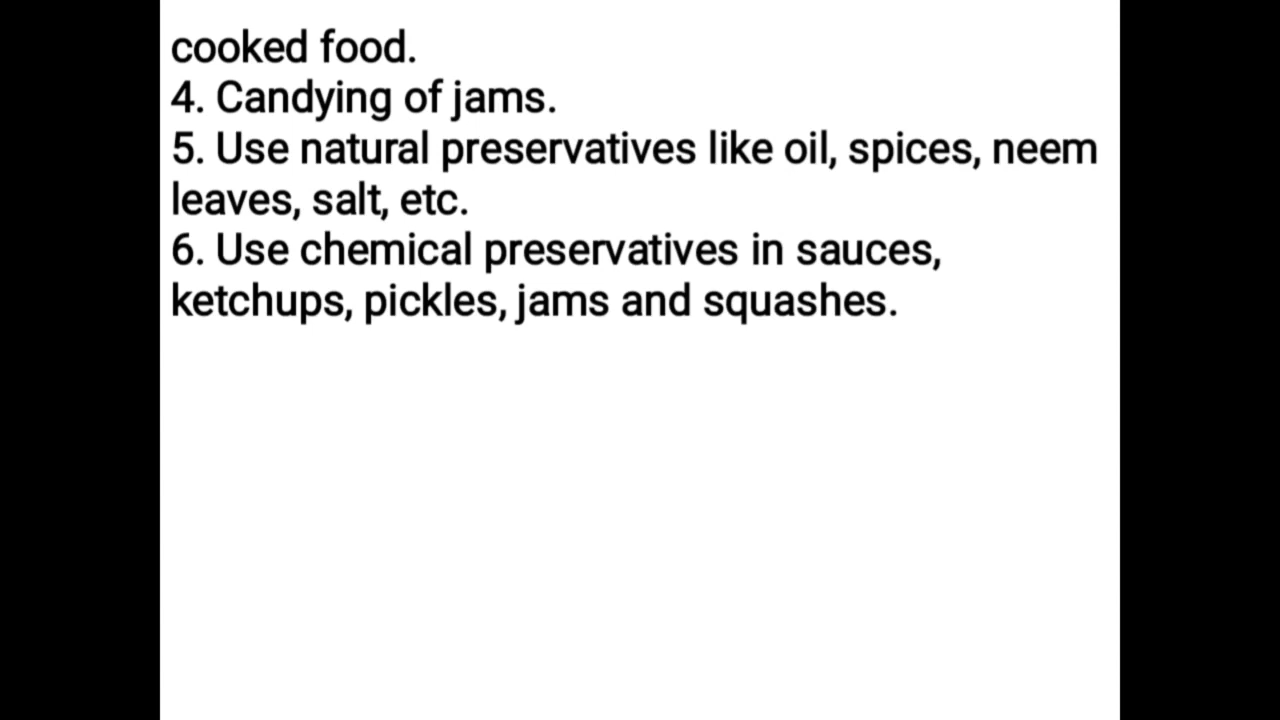 cooked food.
4. Candying of jams.
5. Use natural preservatives like oil, spices, neem
leaves, salt, etc.
6. Use chemical preservatives in sauces,
ketchups, pickles, jams and squashes.